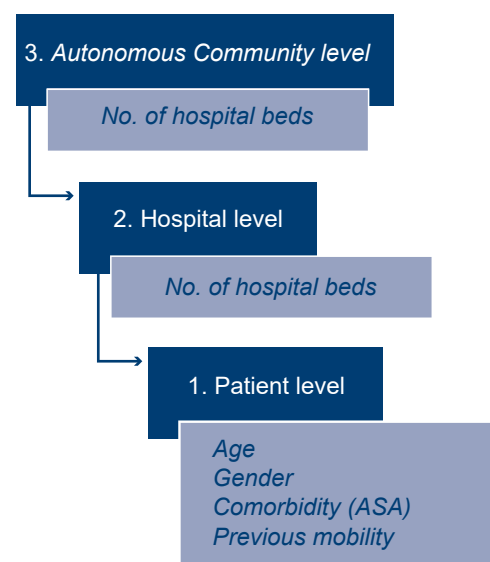 3. Autonomous Community level
No. of hospital beds
2. Hospital level
No. of hospital beds
1. Patient level
Age
Gender
Comorbidity (ASA)
Previous mobility